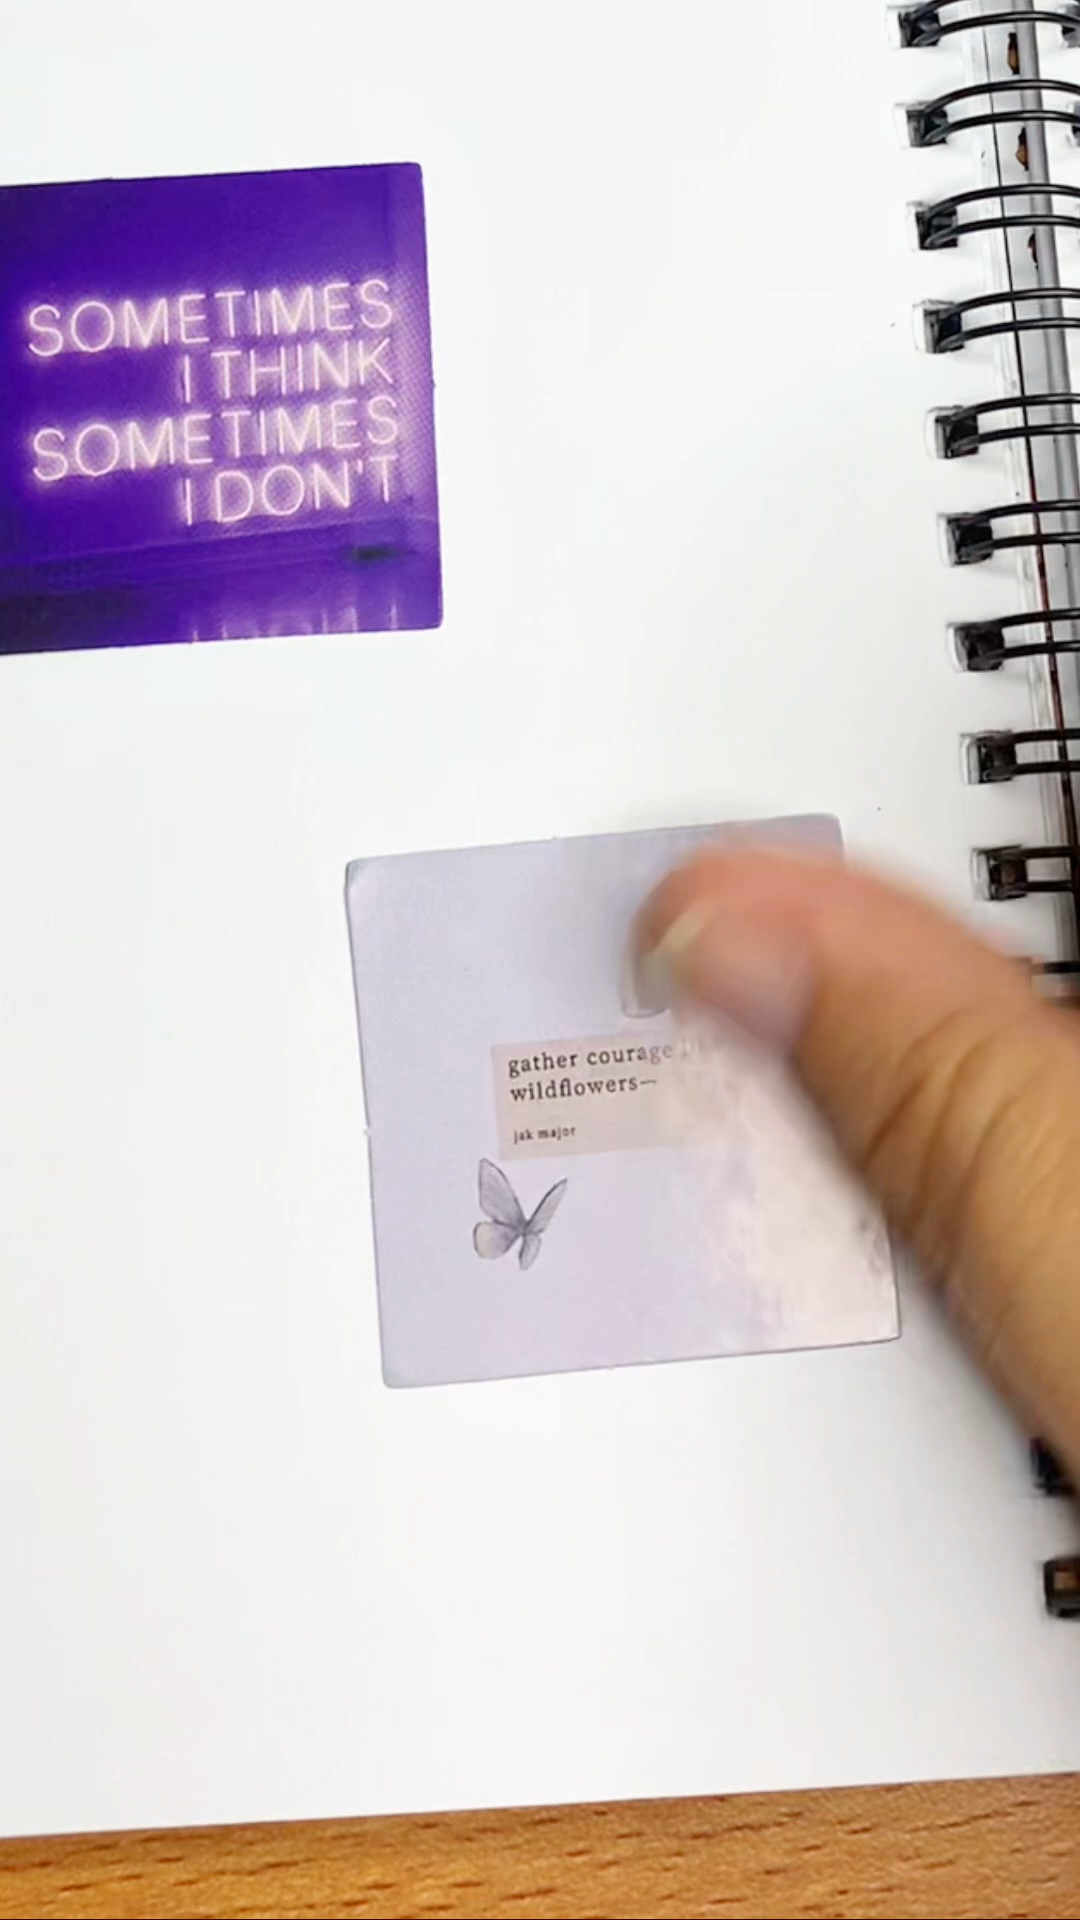 SOMETIMES
I THINK
SOMETIMES
I DON'T
gather courage
wildflowers—
jak major